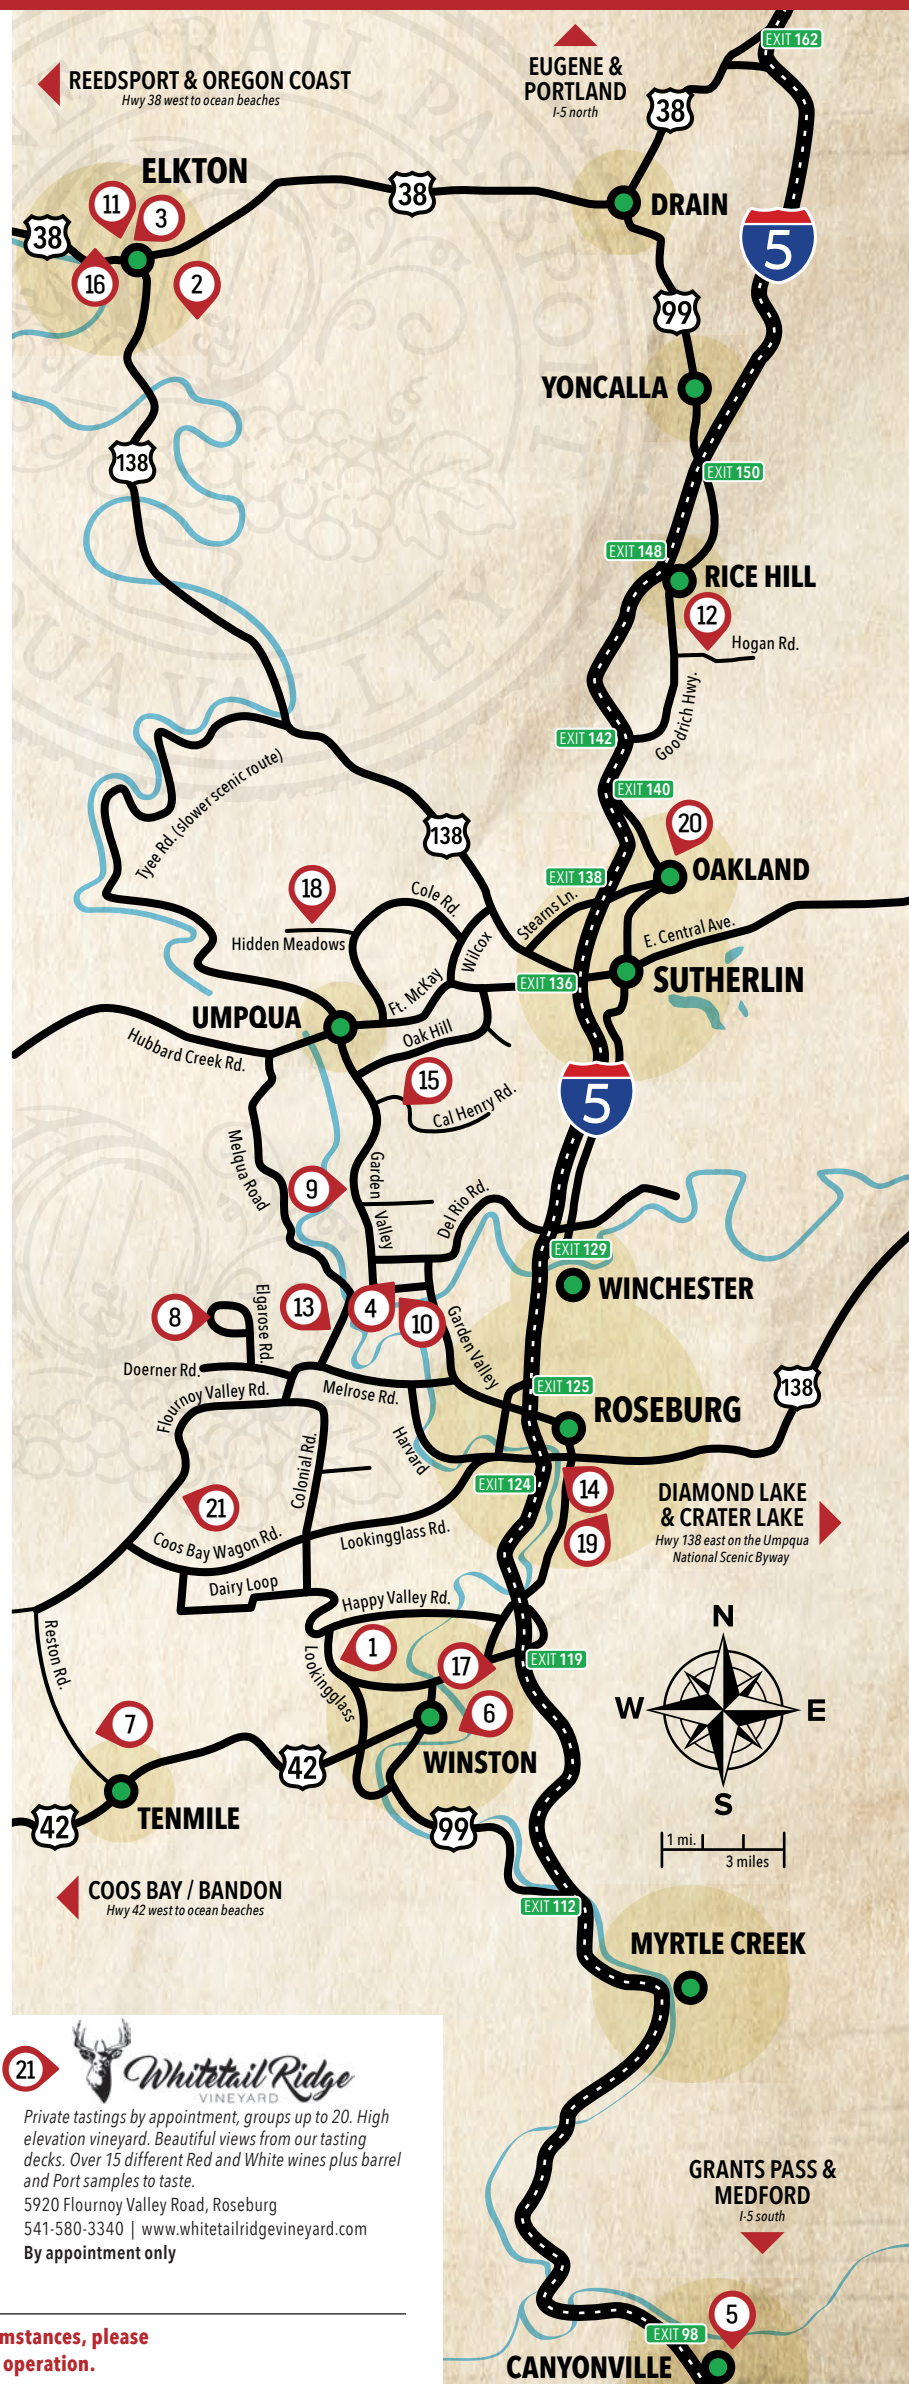 EXIT 162
REEDSPORT & OREGON COAST
Hwy 38 west to ocean beaches
EUGENE &
PORTLAND
I-5 north
38
ELKTON
38
DRAIN
11
3
38
5
16
2
99
YONCALLA
138
EXIT 150
EXIT 148
RICE HILL
12
Hogan Rd.
Goodrich Hwy.
EXIT 142
Tyee Rd. (slower scenic route)
EXIT 140
138
20
18
EXIT 138
OAKLAND
Cole Rd.
Stearns Ln.
Hidden Meadows
Wilcox
E. Central Ave.
EXIT 136
SUTHERLIN
Ft. McKay
UMPQUA
Oak Hill
Hubbard Creek Rd.
15
Cal Henry Rd.
5
Melqua Road
Garden
Valley
9
Del Rio Rd.
EXIT 129
WINCHESTER
8
Elgarose Rd.
13
4
10
Garden Valley
Doerner Rd.
Flournoy Valley Rd.
Melrose Rd.
EXIT 125
138
ROSEBURG
Harvard
Colonial Rd.
EXIT 124
14
DIAMOND LAKE
& CRATER LAKE
Hwy 138 east on the Umpqua
National Scenic Byway
21
19
Coos Bay Wagon Rd.
Lookingglass Rd.
Dairy Loop
Happy Valley Rd.
N
Reston Rd.
Lookingglass
1
17
EXIT 119
W
E
7
6
42
WINSTON
S
TENMILE
42
99
1 mi.
3 miles
COOS BAY / BANDON
Hwy 42 west to ocean beaches
EXIT 112
MYRTLE CREEK
21
Whitetail Ridge
VINEYARD
Private tastings by appointment, groups up to 20. High
elevation vineyard. Beautiful views from our tasting
decks. Over 15 different Red and White wines plus barrel
and Port samples to taste.
5920 Flournoy Valley Road, Roseburg
541-580-3340 | www.whitetailridgevineyard.com
By appointment only
GRANTS PASS &
MEDFORD
I-5 south
mstances, please
operation.
5
EXIT 98
CANYONVILLE